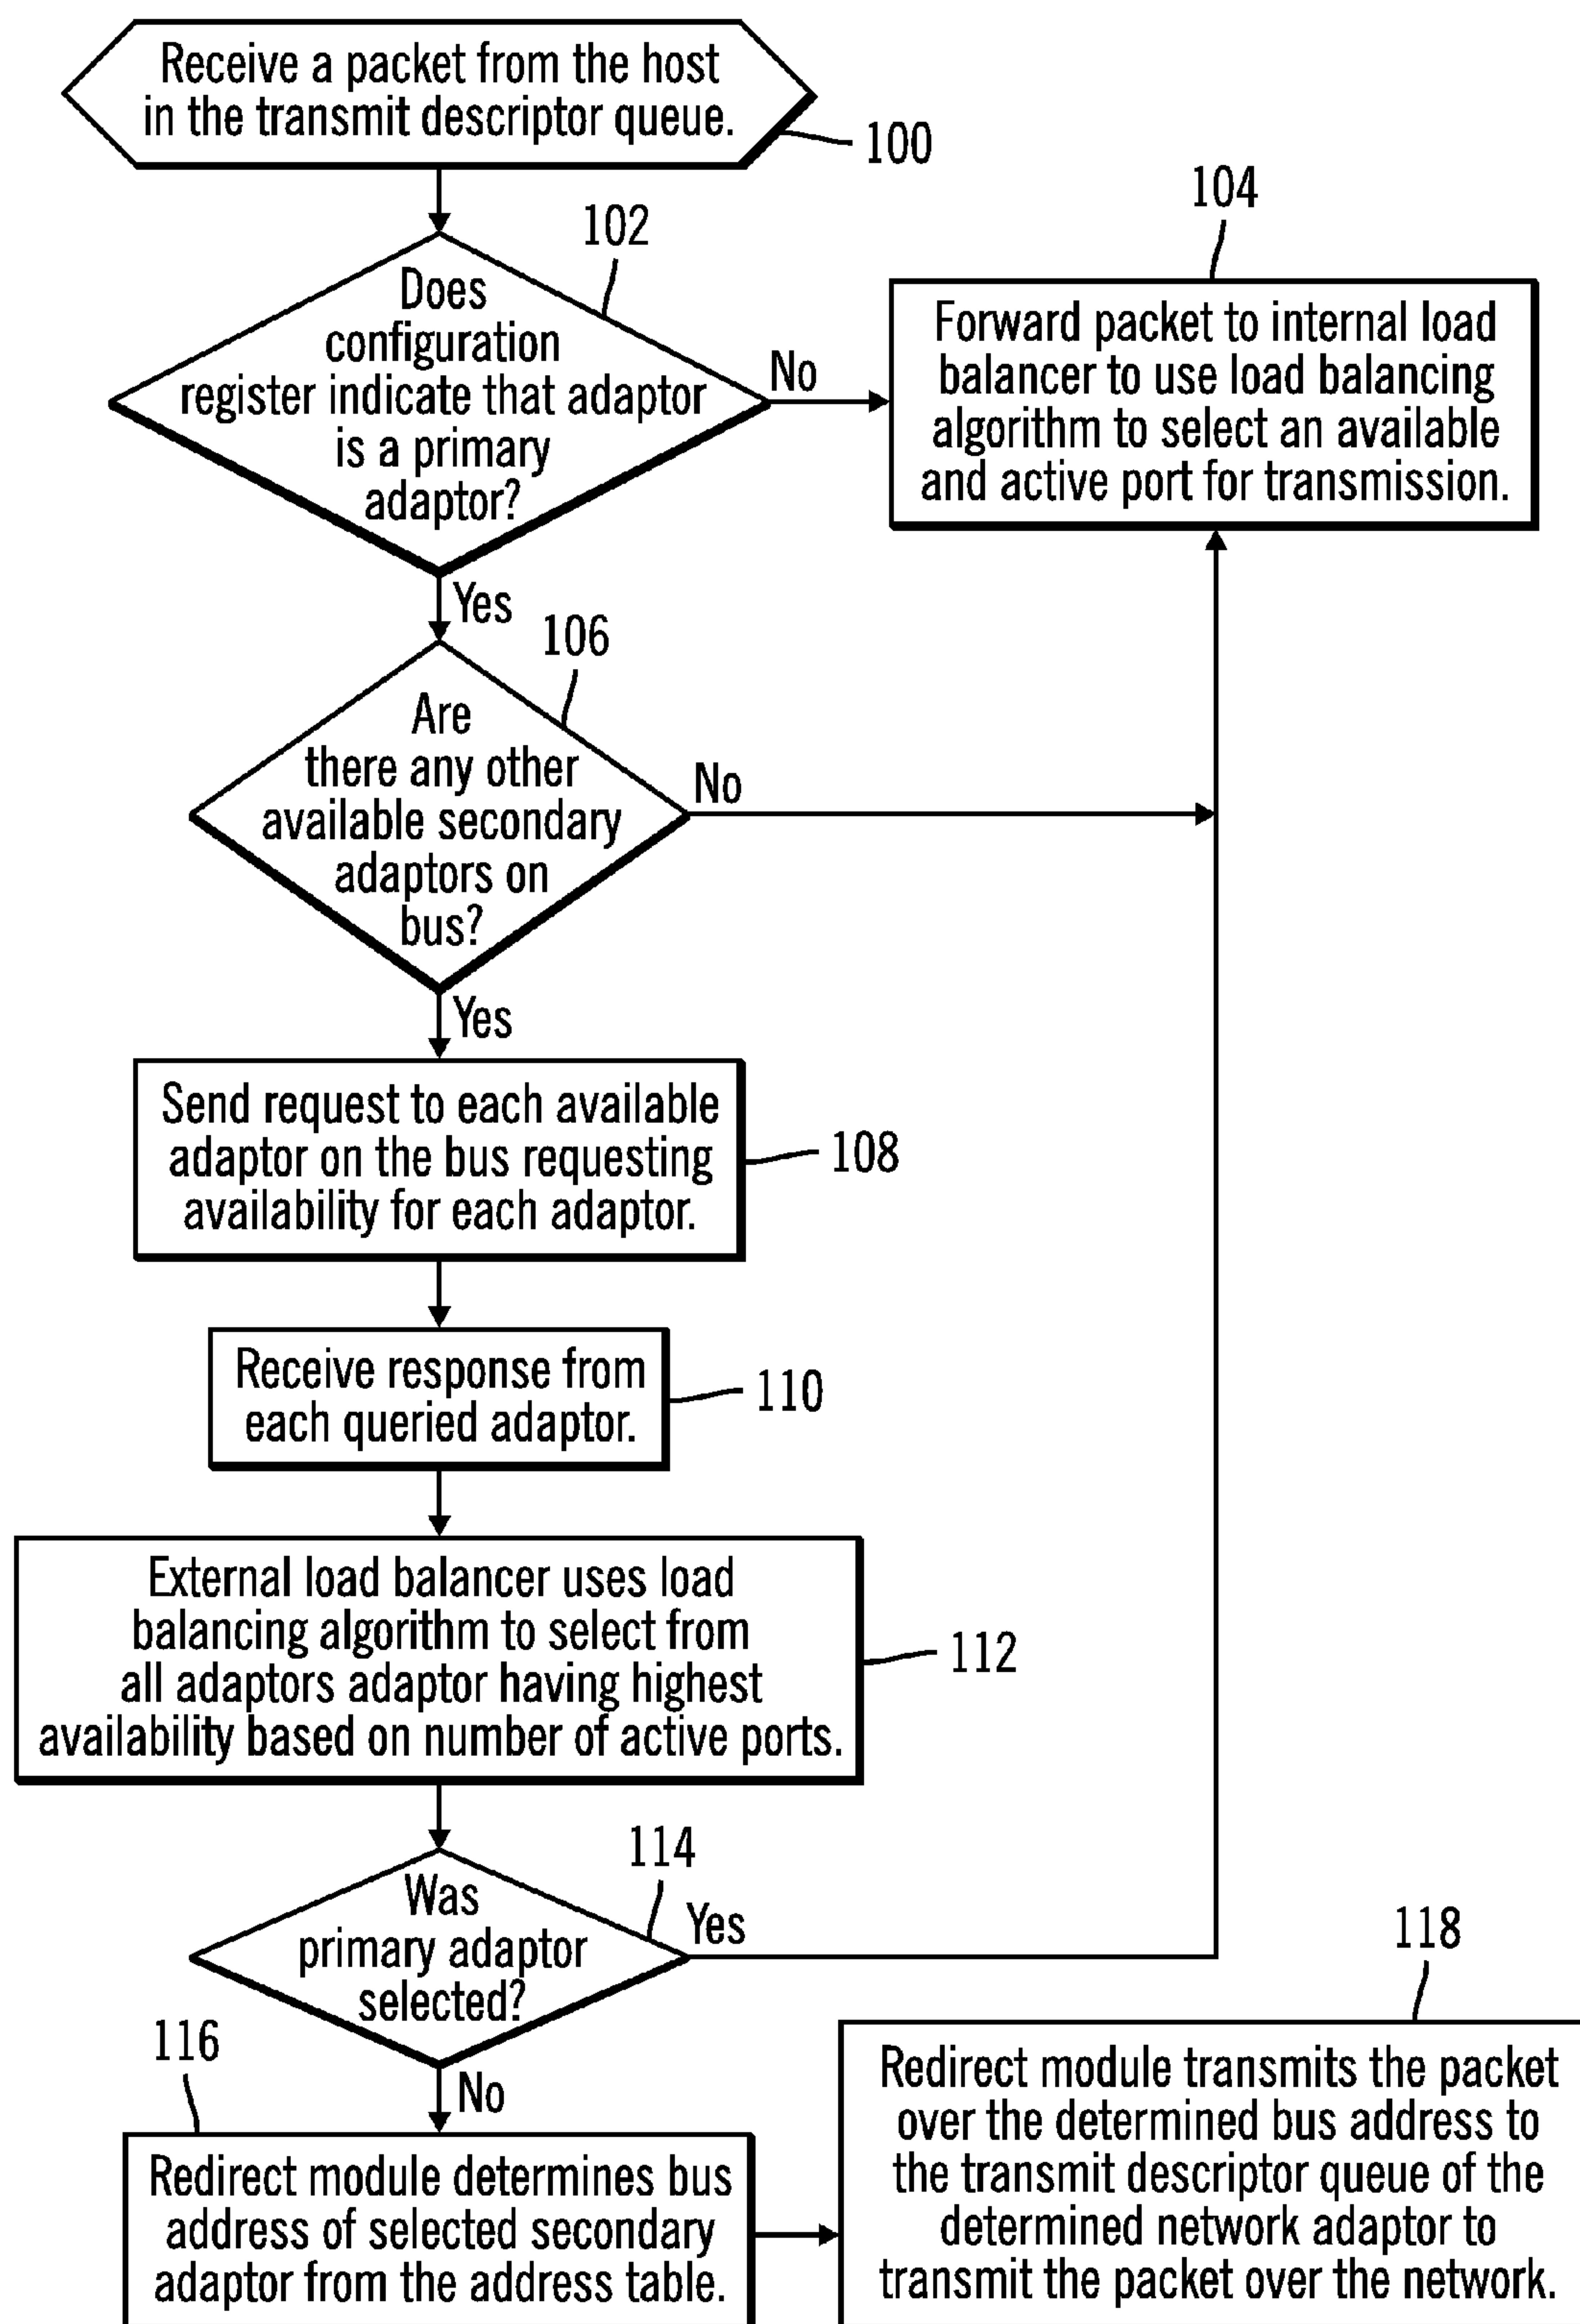 Receive a packet from the host
in the transmit descriptor queue.
100
102
Does
configuration
register indicate that adaptor
is a primary
adaptor?
No
104
Forward packet to internal load
balancer to use load balancing
algorithm to select an available
and active port for transmission.
Yes
106
Are
there any other
available secondary
adaptors on
bus?
No
Yes
Send request to each available
adaptor on the bus requesting
availability for each adaptor.
108
Receive response from
each queried adaptor.
110
External load balancer uses load
balancing algorithm to select from
all adaptors adaptor having highest
availability based on number of active ports.
112
114
Was
primary adaptor
selected?
Yes
No
116
Redirect module determines bus
address of selected secondary
adaptor from the address table.
118
Redirect module transmits the packet
over the determined bus address to
the transmit descriptor queue of the
determined network adaptor to
transmit the packet over the network.